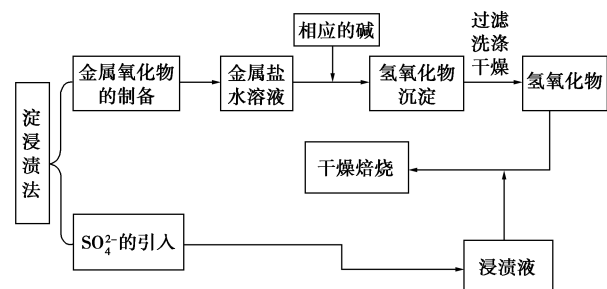 相应的碱
过滤
洗涤
干燥
金属氧化物
的制备
金属盐
水溶液
氢氧化物
沉淀
氢氧化物
淀
浸
渍
法
干燥焙烧
SO₄²⁻的引入
浸渍液